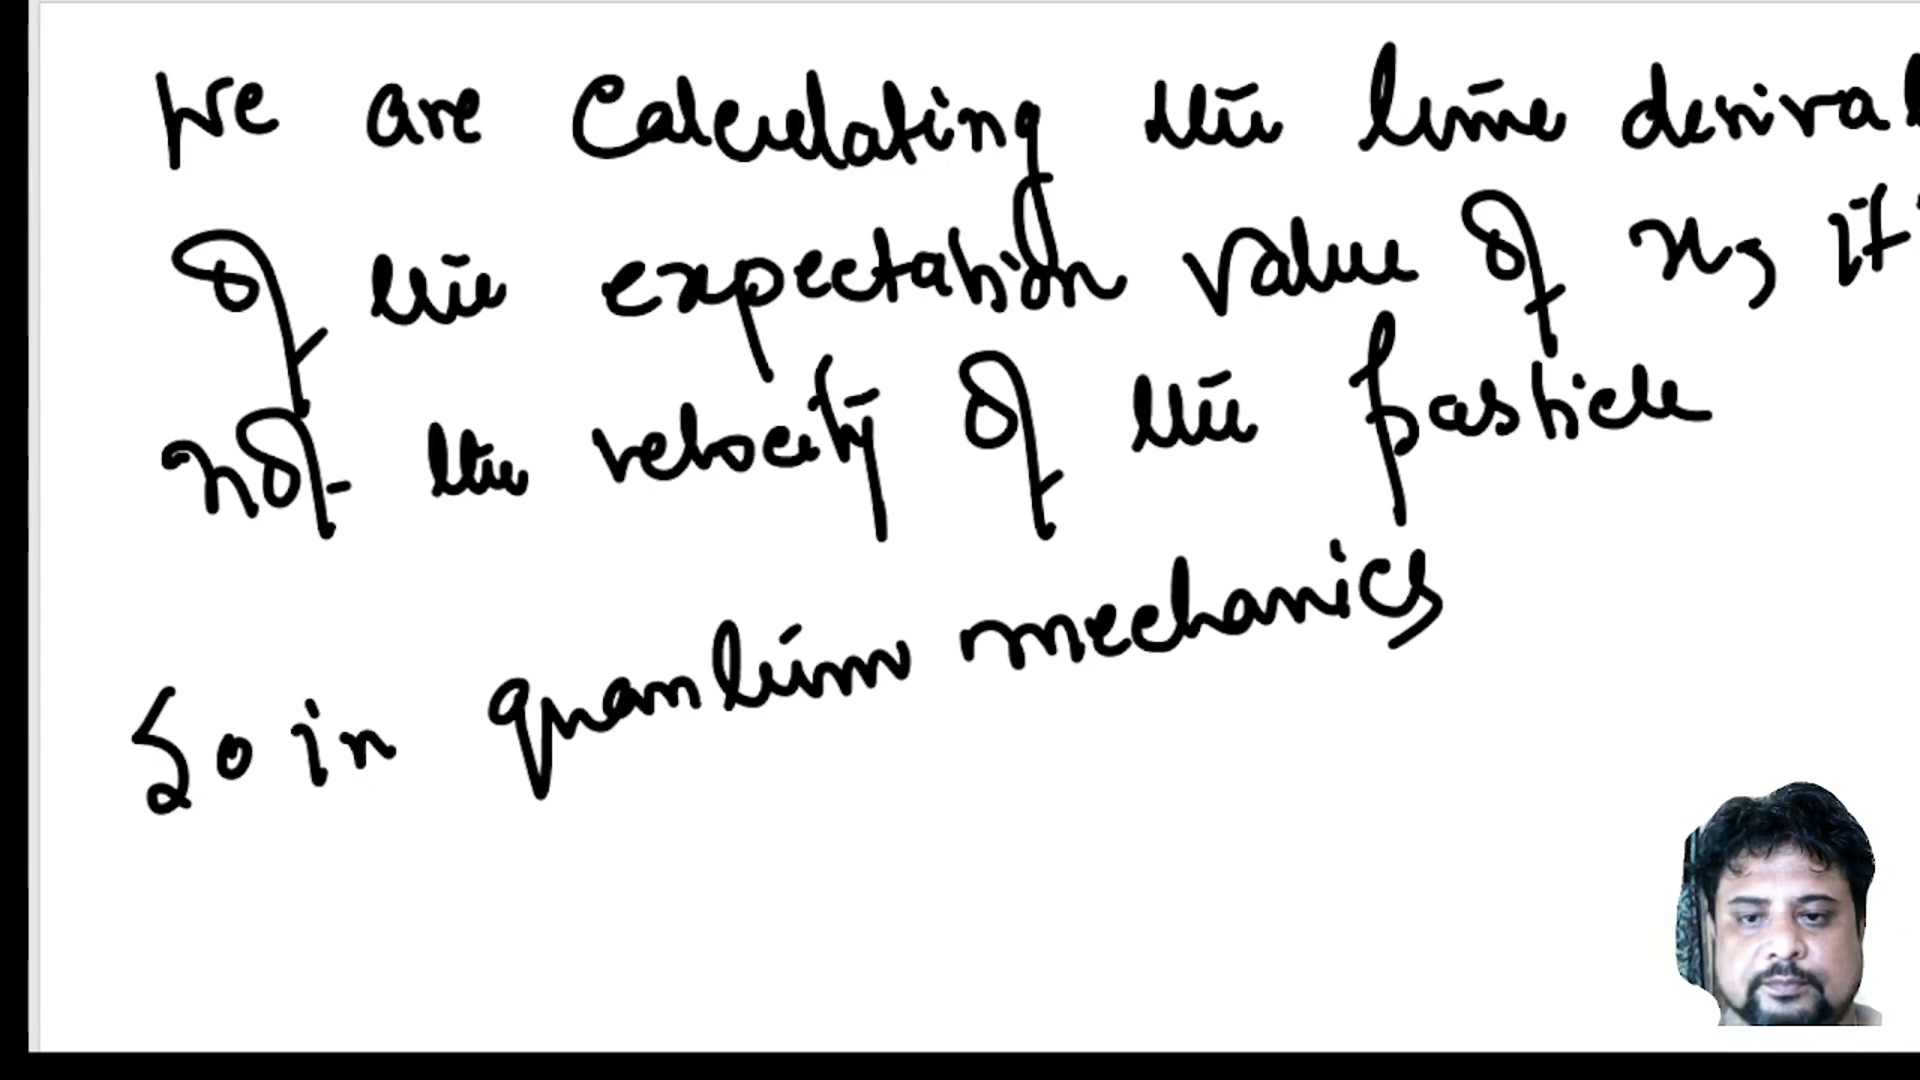 We are Calculating the time derivat
of the expectation value of x, it
not the velocity of the particle
So in quantum mechanics